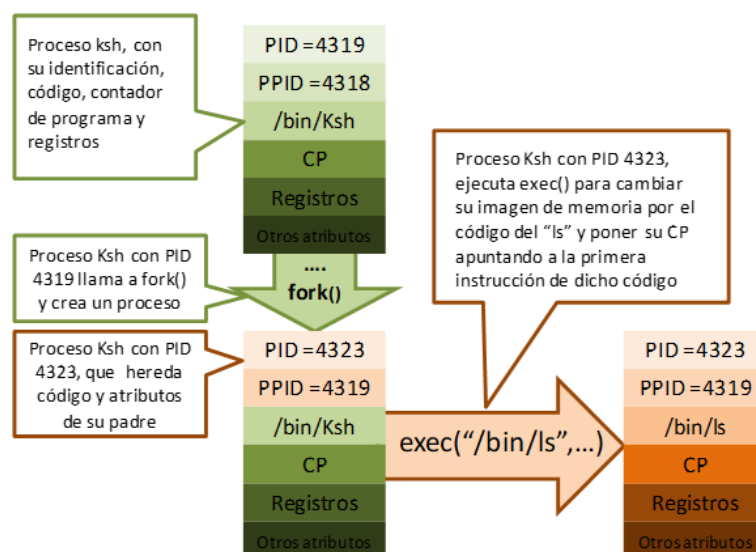 Proceso ksh, con
su identificación,
código, contador
de programa y
registros
PID =4319
PPID =4318
/bin/Ksh
CP
Registros
Otros atributos
Proceso Ksh con PID
4319 llama a fork()
y crea un proceso
....
fork()
Proceso Ksh con PID
4323, que hereda
código y atributos
de su padre
PID =4323
PPID =4319
/bin/Ksh
CP
Registros
Otros atributos
Proceso Ksh con PID 4323,
ejecuta exec() para cambiar
su imagen de memoria por el
código del “ls” y poner su CP
apuntando a la primera
instrucción de dicho código
exec(“/bin/ls”,...)
PID =4323
PPID =4319
/bin/ls
CP
Registros
Otros atributos